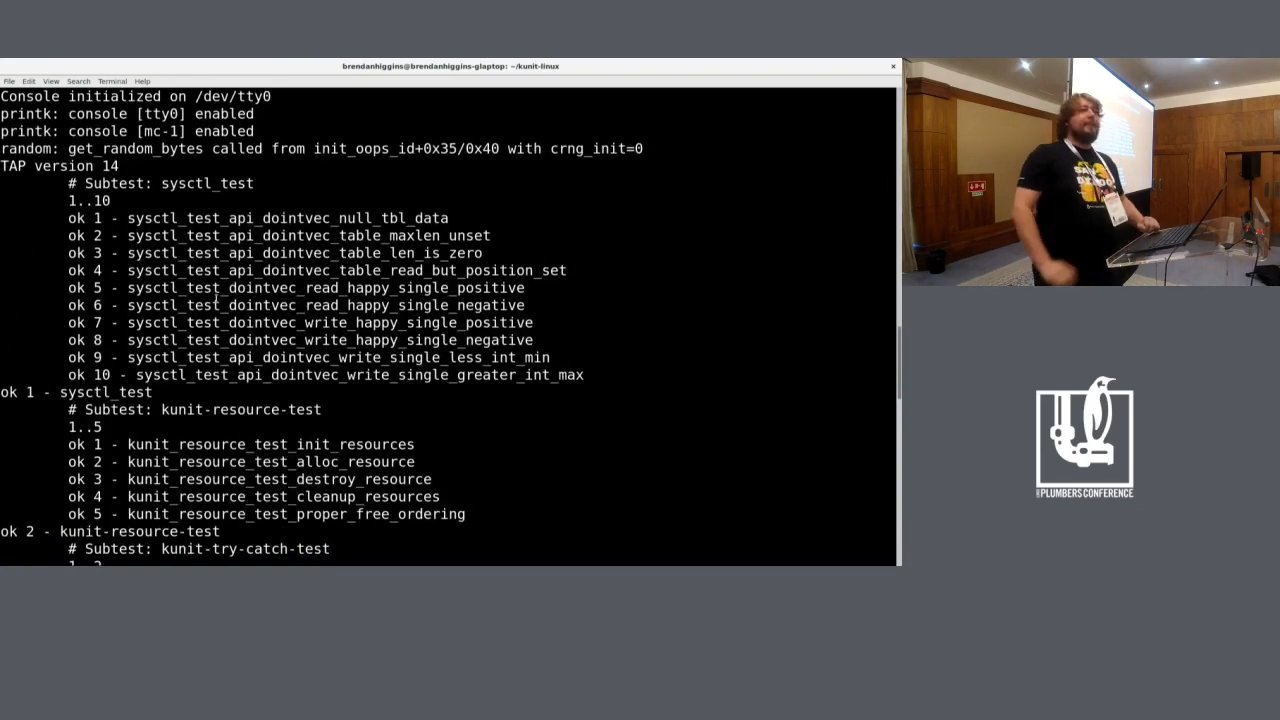 brendanhiggins@brendanhiggins-glaptop: ~/kunit-linux
×
File Edit View Search Terminal Help
Console initialized on /dev/tty0
printk: console [tty0] enabled
printk: console [mc-1] enabled
random: get_random_bytes called from init_oops_id+0x35/0x40 with crng_init=0
TAP version 14
# Subtest: sysctl_test
1..10
ok 1 - sysctl_test_api_dointvec_null_tbl_data
ok 2 - sysctl_test_api_dointvec_table_maxlen_unset
ok 3 - sysctl_test_api_dointvec_table_len_is_zero
ok 4 - sysctl_test_api_dointvec_table_read_but_position_set
ok 5 - sysctl_test_dointvec_read_happy_single_positive
ok 6 - sysctl_test_dointvec_read_happy_single_negative
ok 7 - sysctl_test_dointvec_write_happy_single_positive
ok 8 - sysctl_test_dointvec_write_happy_single_negative
ok 9 - sysctl_test_api_dointvec_write_single_less_int_min
ok 10 - sysctl_test_api_dointvec_write_single_greater_int_max
ok 1 - sysctl_test
# Subtest: kunit-resource-test
1..5
ok 1 - kunit_resource_test_init_resources
ok 2 - kunit_resource_test_alloc_resource
ok 3 - kunit_resource_test_destroy_resource
ok 4 - kunit_resource_test_cleanup_resources
ok 5 - kunit_resource_test_proper_free_ordering
ok 2 - kunit-resource-test
# Subtest: kunit-try-catch-test
PLUMBERS CONFERENCE